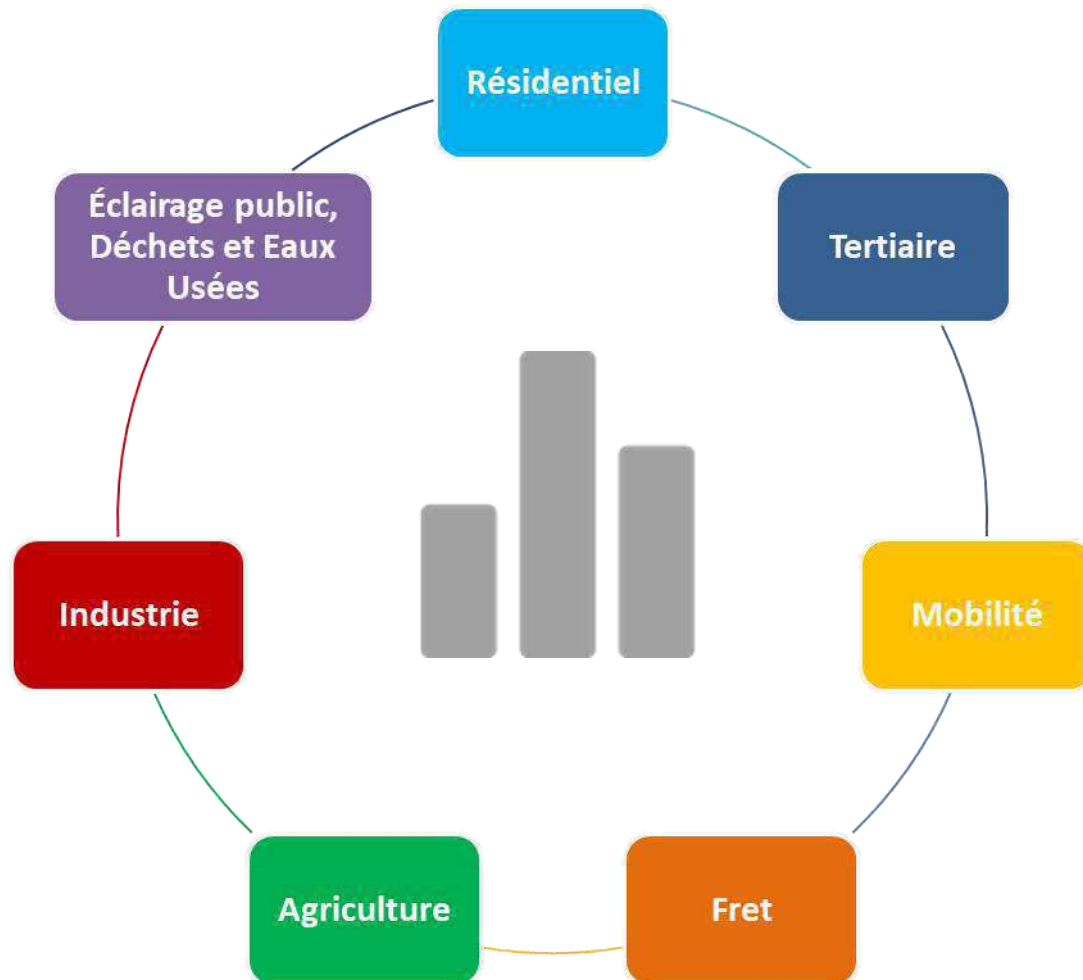 Résidentiel
Éclairage public,
Déchets et Eaux
Usées
Tertiaire
Industrie
Mobilité
Agriculture
Fret